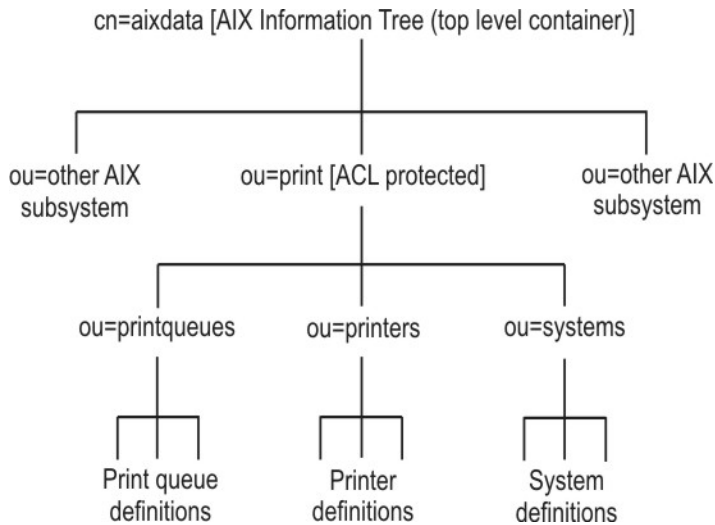 cn=aixdata [AIX Information Tree (top level container)]
ou=other AIX
subsystem
ou=print [ACL protected]
ou=other AIX
subsystem
ou=printqueues
ou=printers
ou=systems
Print queue
definitions
Printer
definitions
System
definitions